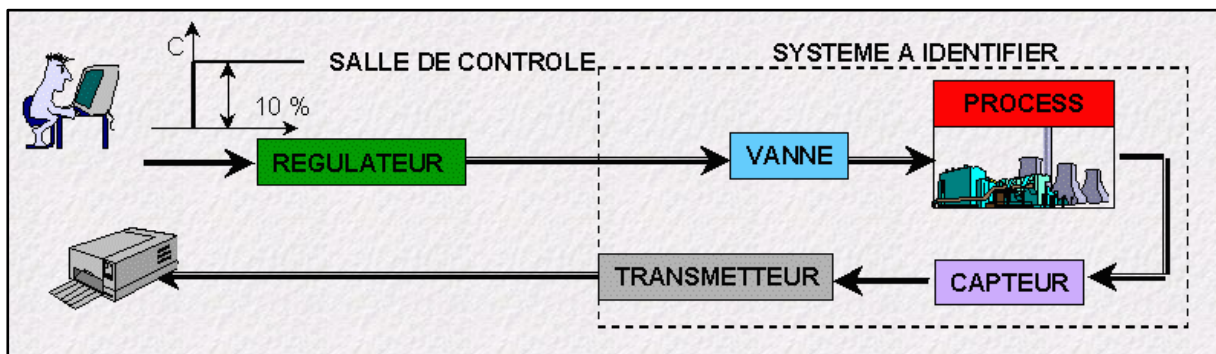 C
10 %
SALLE DE CONTROLE
SYSTEME A IDENTIFIER
PROCESS
REGULATEUR
VANNE
TRANSMETTEUR
CAPTEUR